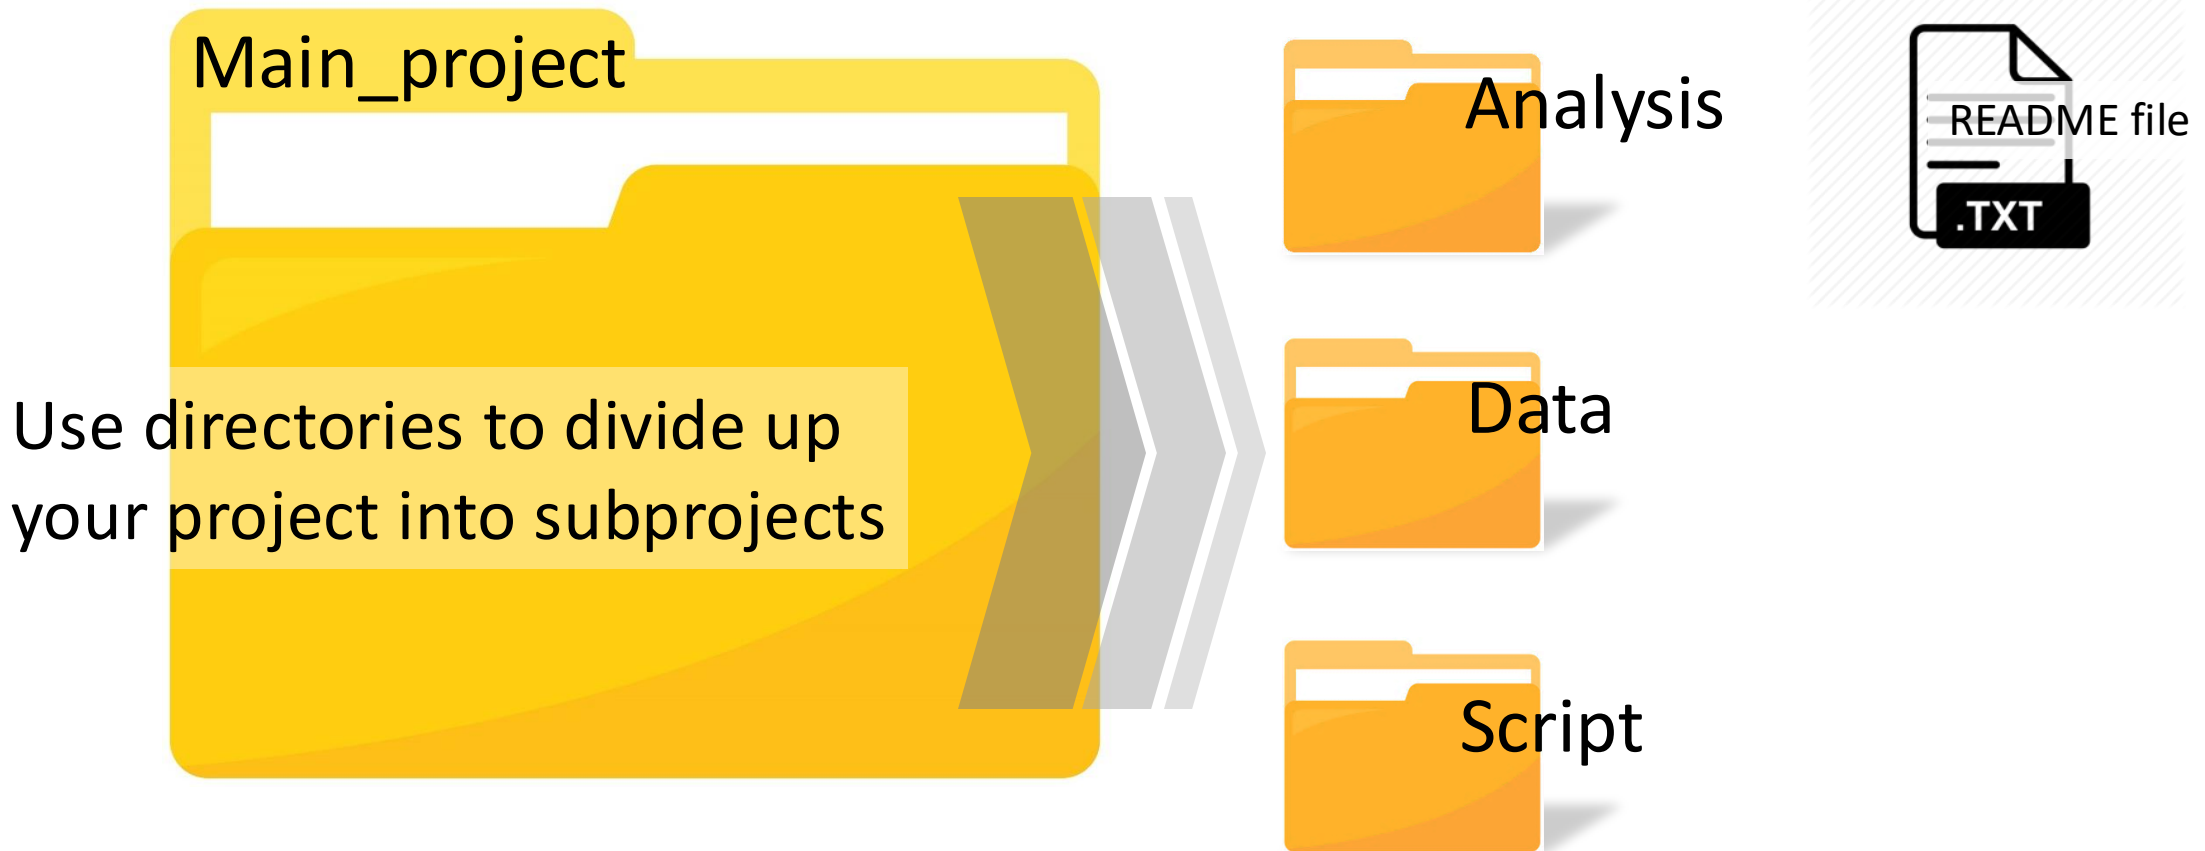 Main_project
Use directories to divide up
your project into subprojects
Analysis
Data
Script
README file
.TXT